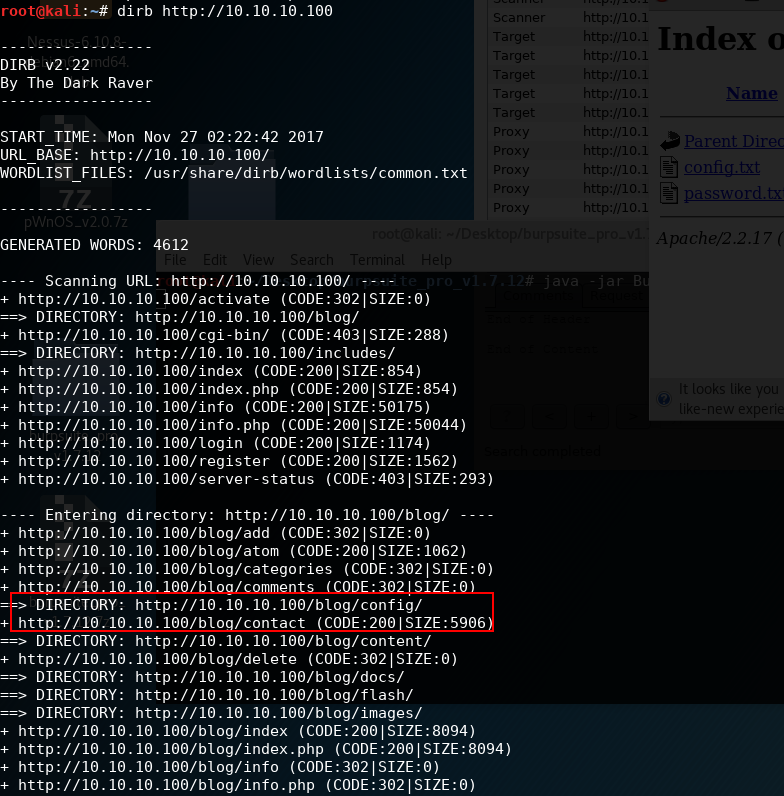 root@kali:~# dirb http://10.10.10.100
-----------------
DIRB v2.22
By The Dark Raver
-----------------
START_TIME: Mon Nov 27 02:22:42 2017
URL_BASE: http://10.10.10.100/
WORDLIST_FILES: /usr/share/dirb/wordlists/common.txt
-----------------
GENERATED WORDS: 4612
---- Scanning URL: http://10.10.10.100/ ----
+ http://10.10.10.100/activate (CODE:302|SIZE:0)
==> DIRECTORY: http://10.10.10.100/blog/
+ http://10.10.10.100/cgi-bin/ (CODE:403|SIZE:288)
==> DIRECTORY: http://10.10.10.100/includes/
+ http://10.10.10.100/index (CODE:200|SIZE:854)
+ http://10.10.10.100/index.php (CODE:200|SIZE:854)
+ http://10.10.10.100/info (CODE:200|SIZE:50175)
+ http://10.10.10.100/info.php (CODE:200|SIZE:50044)
+ http://10.10.10.100/login (CODE:200|SIZE:1174)
+ http://10.10.10.100/register (CODE:200|SIZE:1562)
+ http://10.10.10.100/server-status (CODE:403|SIZE:293)
---- Entering directory: http://10.10.10.100/blog/ ----
+ http://10.10.10.100/blog/add (CODE:302|SIZE:0)
+ http://10.10.10.100/blog/atom (CODE:200|SIZE:1062)
+ http://10.10.10.100/blog/categories (CODE:302|SIZE:0)
+ http://10.10.10.100/blog/comments (CODE:302|SIZE:0)
==> DIRECTORY: http://10.10.10.100/blog/config/
+ http://10.10.10.100/blog/contact (CODE:200|SIZE:5906)
==> DIRECTORY: http://10.10.10.100/blog/content/
+ http://10.10.10.100/blog/delete (CODE:302|SIZE:0)
==> DIRECTORY: http://10.10.10.100/blog/docs/
==> DIRECTORY: http://10.10.10.100/blog/flash/
==> DIRECTORY: http://10.10.10.100/blog/images/
+ http://10.10.10.100/blog/index (CODE:200|SIZE:8094)
+ http://10.10.10.100/blog/index.php (CODE:200|SIZE:8094)
+ http://10.10.10.100/blog/info (CODE:302|SIZE:0)
+ http://10.10.10.100/blog/info.php (CODE:302|SIZE:0)
Nessus-6.10.8-
7Z
pWnOS_v2.0.7z
Scanner http://10.1
Target http://10.1
Target http://10.1
Target http://10.1
Target http://10.1
Target http://10.1
Proxy http://10.1
Proxy http://10.1
Proxy http://10.1
Proxy http://10.1
Proxy http://10.1
root@kali: ~/Desktop/burpsuite_pro_v1.
File Edit View Search Terminal Help
burpsuite_pro_v1.7.12# java -jar Bu
search completed
Index o
Name
Parent Direc
config.txt
password.tx
Apache/2.2.17 (
It looks like you
like-new experie